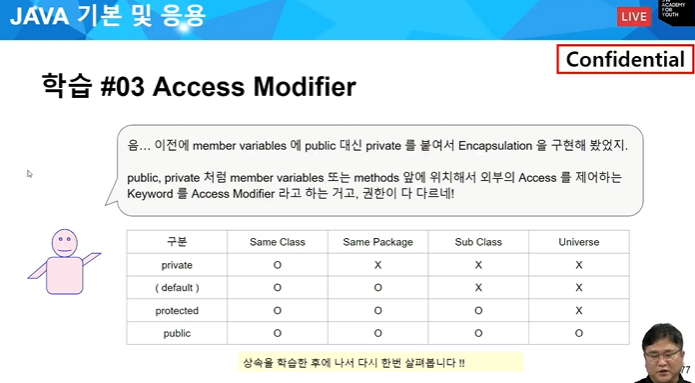 JAVA 기본 및 응용
LIVE
ACADEMY
FOR
YOUTH
Confidential
학습 #03 Access Modifier
음... 이전에 member variables 에 public 대신 private 를 붙여서 Encapsulation 을 구현해 봤었지.
public, private 처럼 member variables 또는 methods 앞에 위치해서 외부의 Access 를 제어하는
Keyword 를 Access Modifier 라고 하는 거고, 권한이 다 다르네!
구분 Same Class Same Package Sub Class Universe
private O X X X
( default ) O O X X
protected O O O X
public O O O O
상속을 학습한 후에 나서 다시 한번 살펴봅니다 !!
77